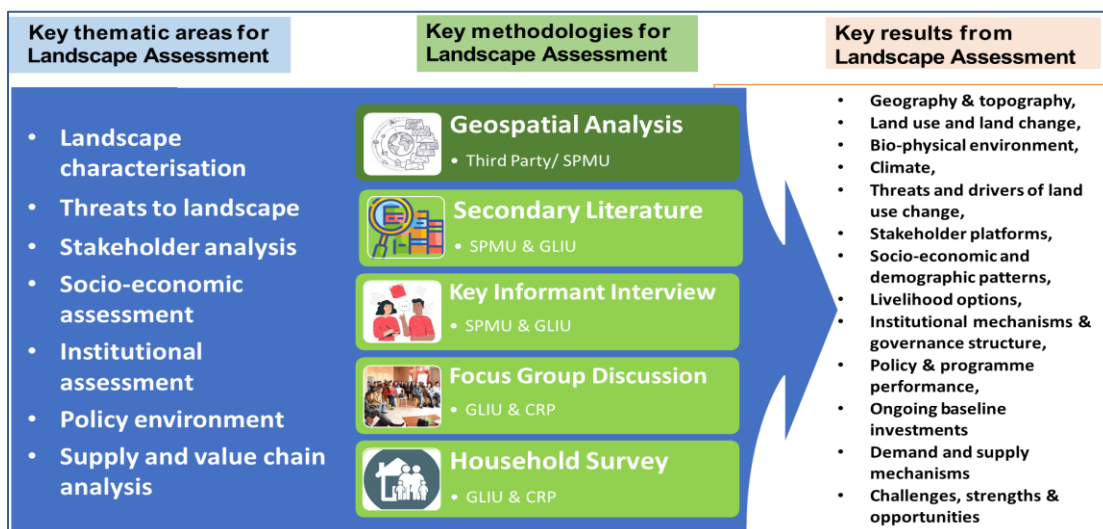 Key thematic areas for
Landscape Assessment
• Landscape
characterisation
• Threats to landscape
• Stakeholder analysis
• Socio-economic
assessment
• Institutional
assessment
• Policy environment
• Supply and value chain
analysis
Key methodologies for
Landscape Assessment
Geospatial Analysis
• Third Party/ SPMU
Secondary Literature
• SPMU & GLIU
Key Informant Interview
• SPMU & GLIU
Focus Group Discussion
• GLIU & CRP
Household Survey
• GLIU & CRP
Key results from
Landscape Assessment
• Geography & topography,
• Land use and land change,
• Bio-physical environment,
• Climate,
• Threats and drivers of land
use change,
• Stakeholder platforms,
• Socio-economic and
demographic patterns,
• Livelihood options,
• Institutional mechanisms &
governance structure,
• Policy & programme
performance,
• Ongoing baseline
investments
• Demand and supply
mechanisms
• Challenges, strengths &
opportunities